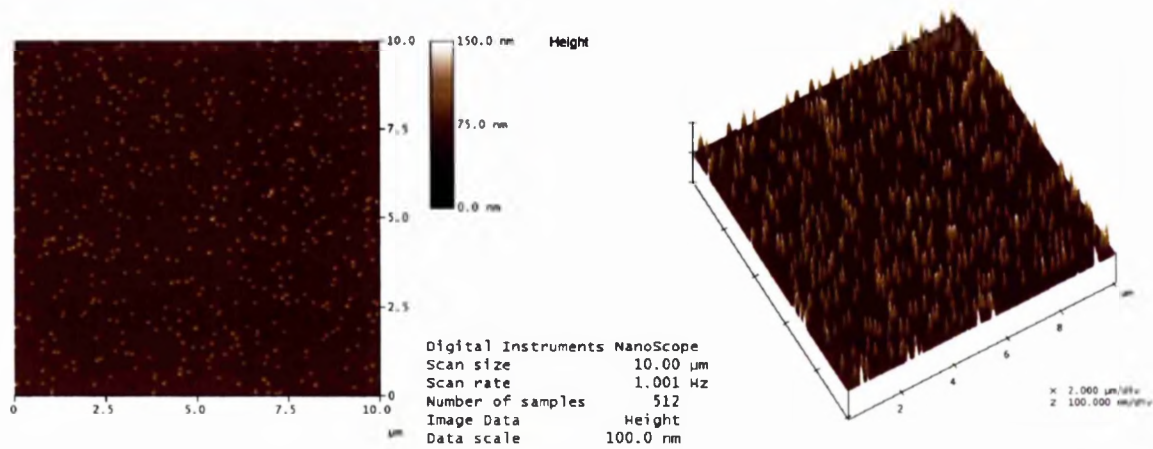 10.0
150.0 nm
Height
7.5
75.0 nm
5.0
0.0 nm
2.5
0
0
2.5
5.0
7.5
10.0
µm
Digital Instruments NanoScope
Scan size 10.00 µm
Scan rate 1.001 Hz
Number of samples 512
Image Data Height
Data scale 100.0 nm
2
4
6
8
µm
X 2.000 µm/div
Z 100.000 nm/div